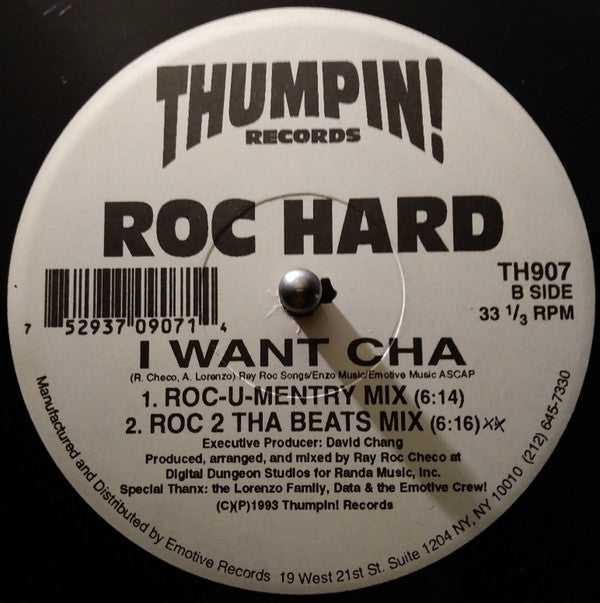 THUMPIN!
RECORDS
ROC HARD
TH907
B SIDE
33 1/3 RPM
7 52937 09071 4
I WANT CHA
(R. Checo, A. Lorenzo) Ray Roc Songs/Enzo Music/Emotive Music ASCAP
1. ROC-U-MENTRY MIX (6:14)
2. ROC 2 THA BEATS MIX (6:16) xx
Executive Producer: David Chang
Produced, arranged, and mixed by Ray Roc Checo at
Digital Dungeon Studios for Randa Music, Inc.
Special Thanx: the Lorenzo Family, Data & the Emotive Crew!
(C)(P)1993 Thumpin! Records
Manufactured and Distributed by Emotive Records 19 West 21st St. Suite 1204 NY, NY 10010 (212) 645-7330